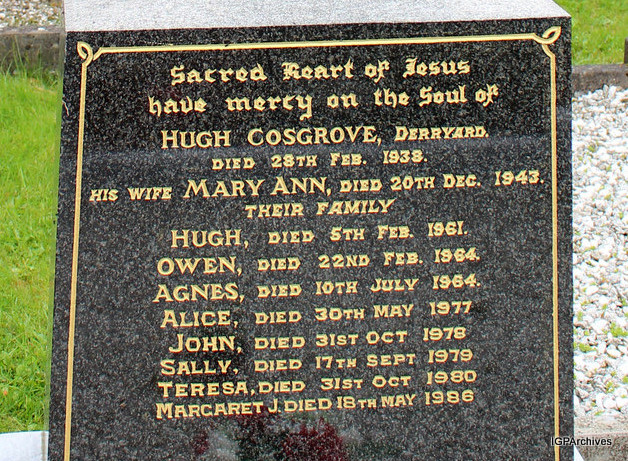 Sacred Heart of Jesus
have mercy on the Soul of
HUGH COSGROVE, DERRYARD.
DIED 28TH FEB. 1938.
HIS WIFE MARY ANN, DIED 20TH DEC. 1943.
THEIR FAMILY
HUGH, DIED 5TH FEB. 1961.
OWEN, DIED 22ND FEB. 1964.
AGNES, DIED 10TH JULY 1964.
ALICE, DIED 30TH MAY 1977
JOHN, DIED 31ST OCT 1978
SALLY, DIED 17TH SEPT 1979
TERESA, DIED 31ST OCT 1980
MARGARET J. DIED 18TH MAY 1986
IGPArchives